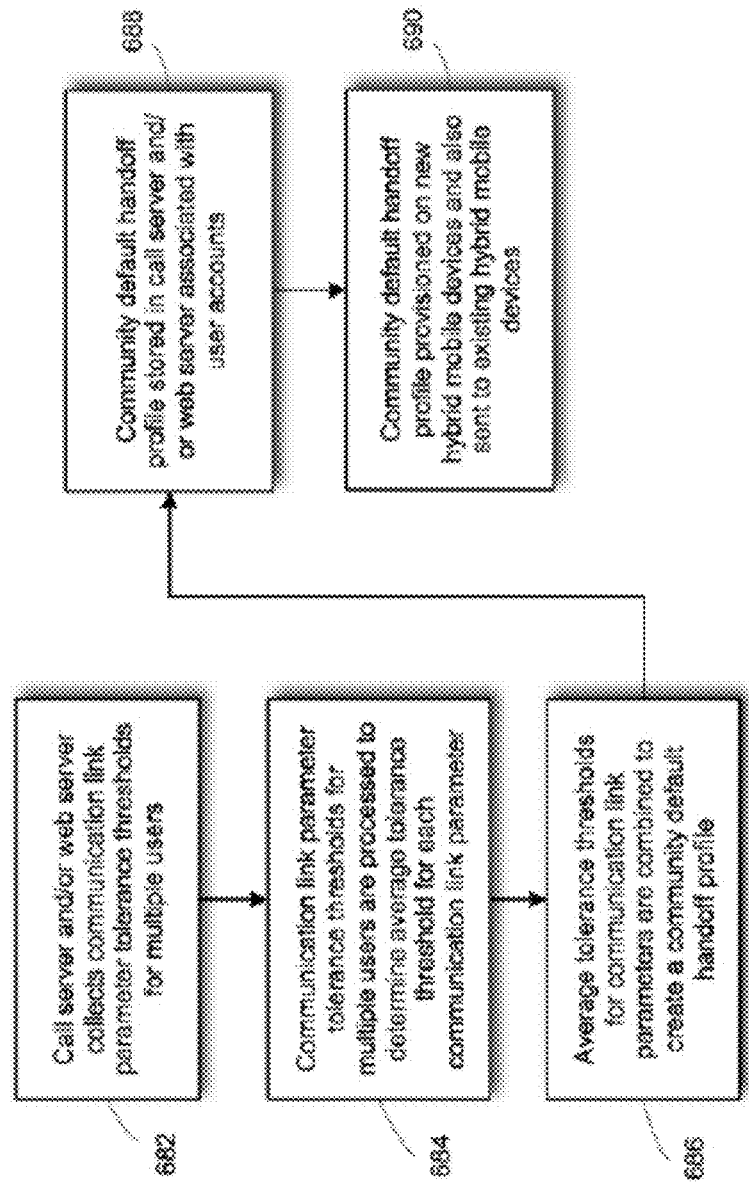 682
Call server and/or web server
collects communication link
parameter tolerance thresholds
for multiple users
684
Communication link parameter
tolerance thresholds for
multiple users are processed to
determine average tolerance
threshold for each
communication link parameter
686
Average tolerance thresholds
for communication link
parameters are combined to
create a community default
handoff profile
688
Community default handoff
profile stored in call server and/
or web server associated with
user accounts
690
Community default handoff
profile provisioned on new
hybrid mobile devices and also
sent to existing hybrid mobile
devices